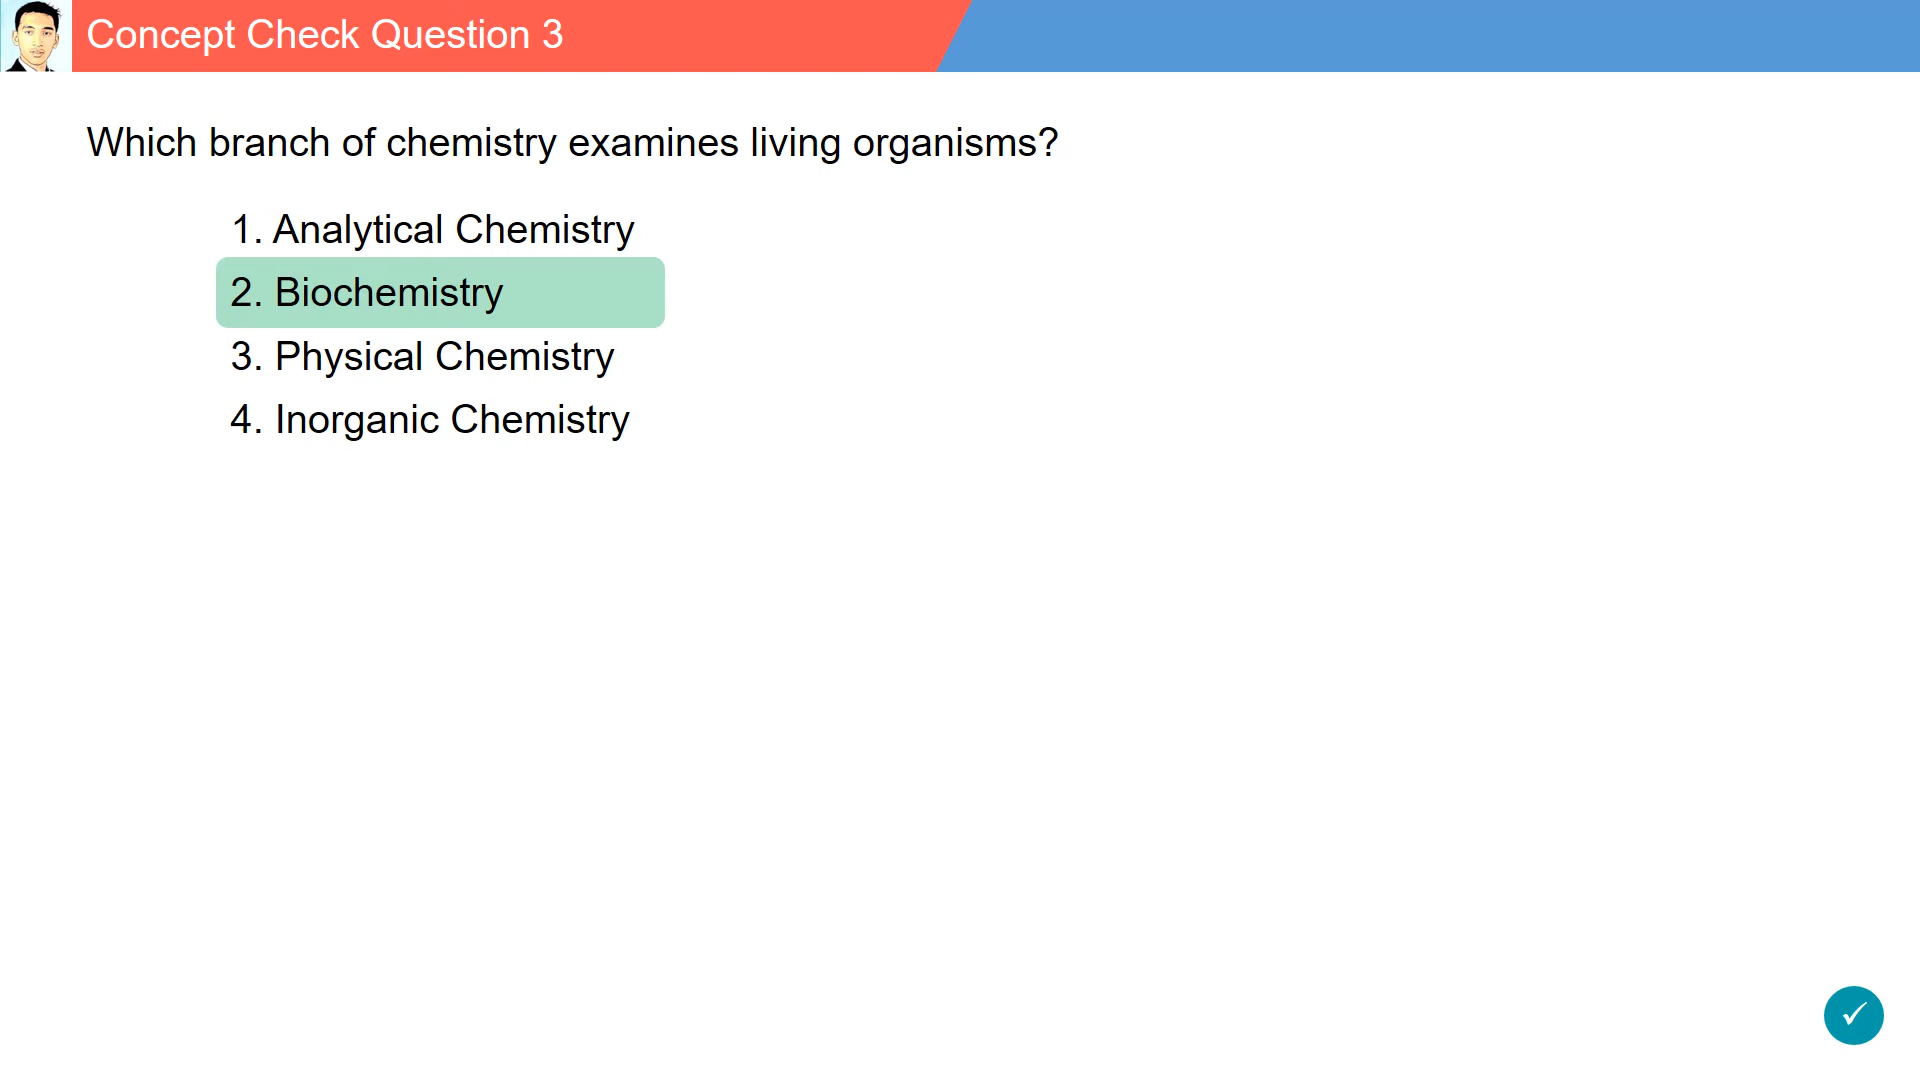 Concept Check Question 3
Which branch of chemistry examines living organisms?
1. Analytical Chemistry
2. Biochemistry
3. Physical Chemistry
4. Inorganic Chemistry